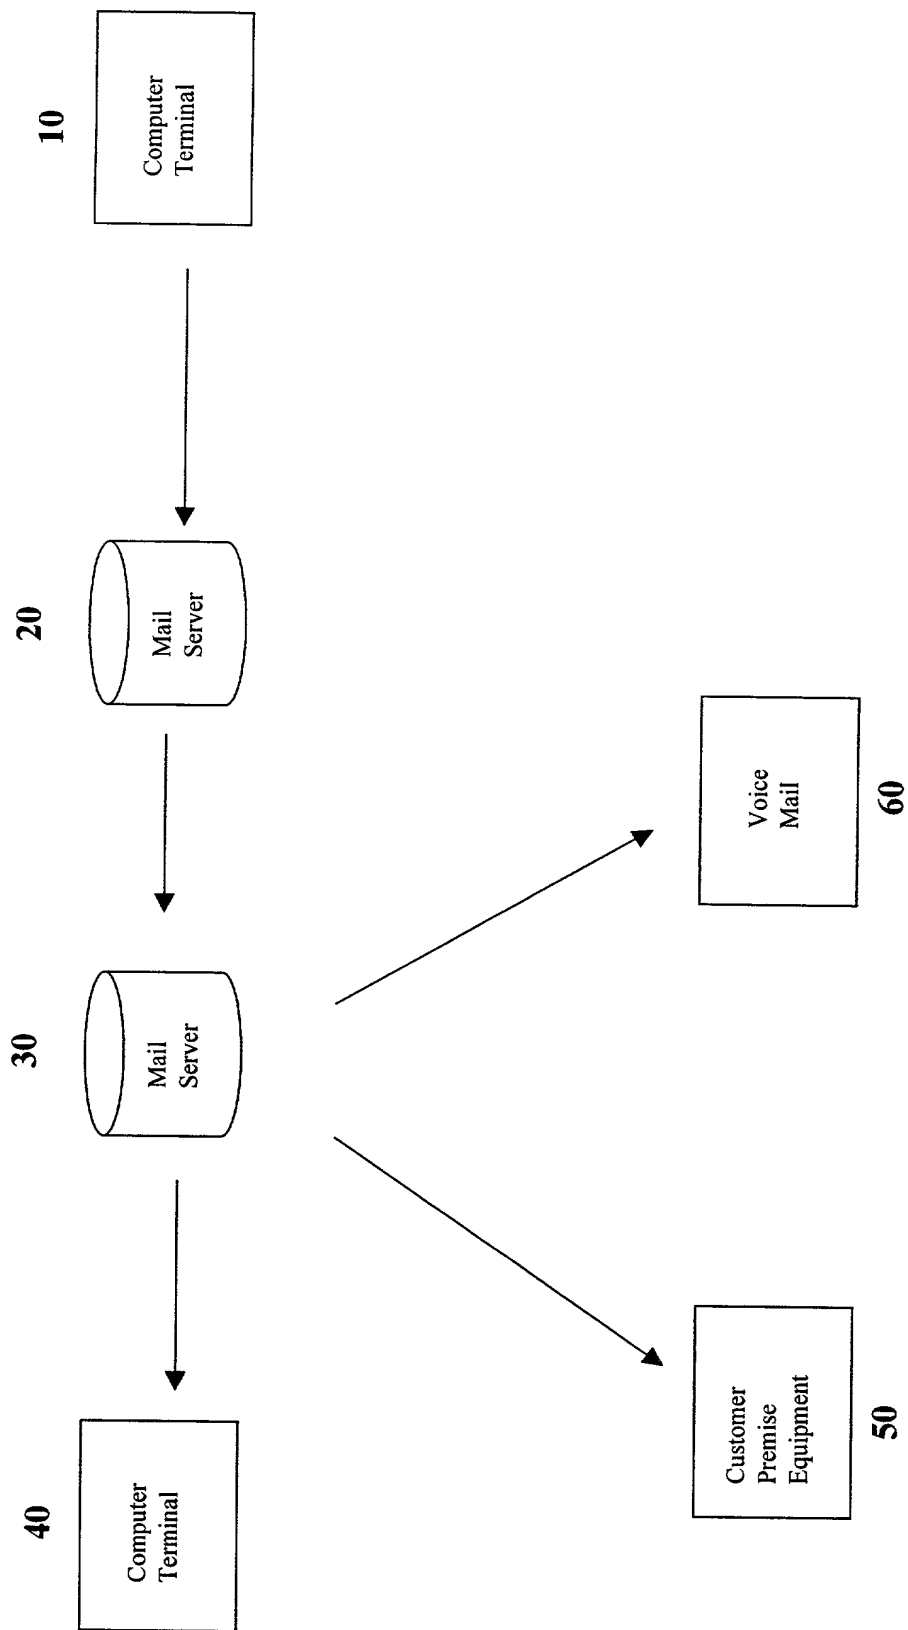 40
30
20
10
Computer
Terminal
Mail
Server
Mail
Server
Computer
Terminal
Customer
Premise
Equipment
Voice
Mail
50
60